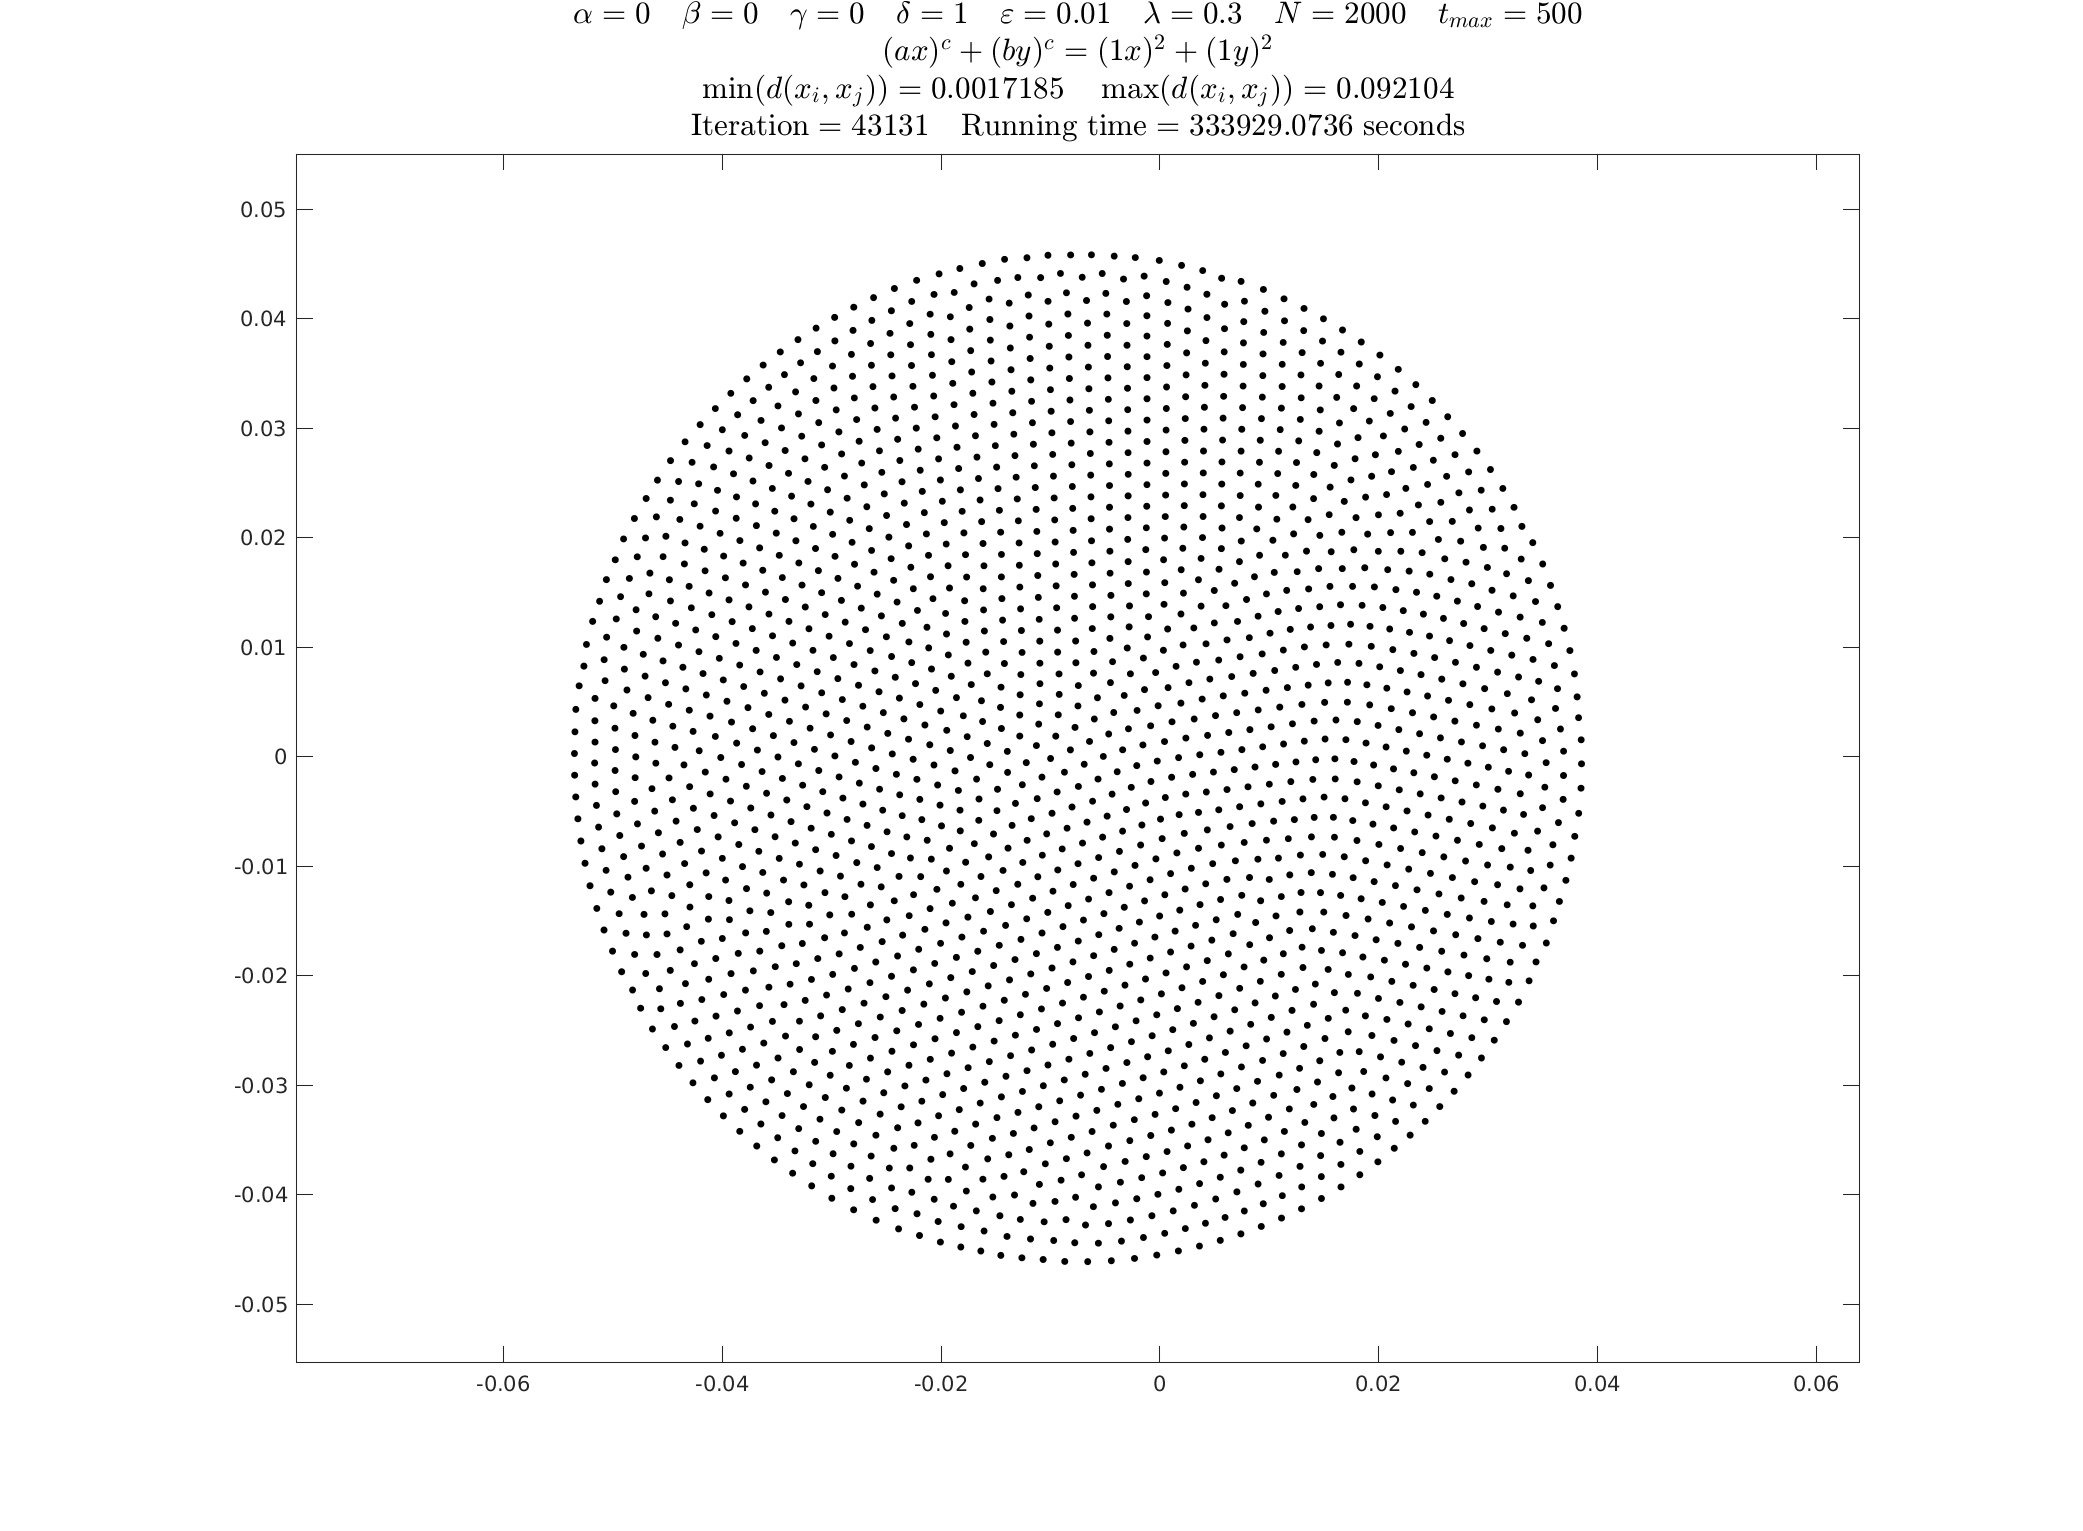 α = 0 β = 0 γ = 0 δ = 1 ε = 0.01 λ = 0.3 N = 2000 t_{max} = 500
(ax)^c + (by)^c = (1x)^2 + (1y)^2
min(d(x_i, x_j)) = 0.0017185 max(d(x_i, x_j)) = 0.092104
Iteration = 43131 Running time = 333929.0736 seconds
0.05
0.04
0.03
0.02
0.01
0
-0.01
-0.02
-0.03
-0.04
-0.05
-0.06 -0.04 -0.02 0 0.02 0.04 0.06